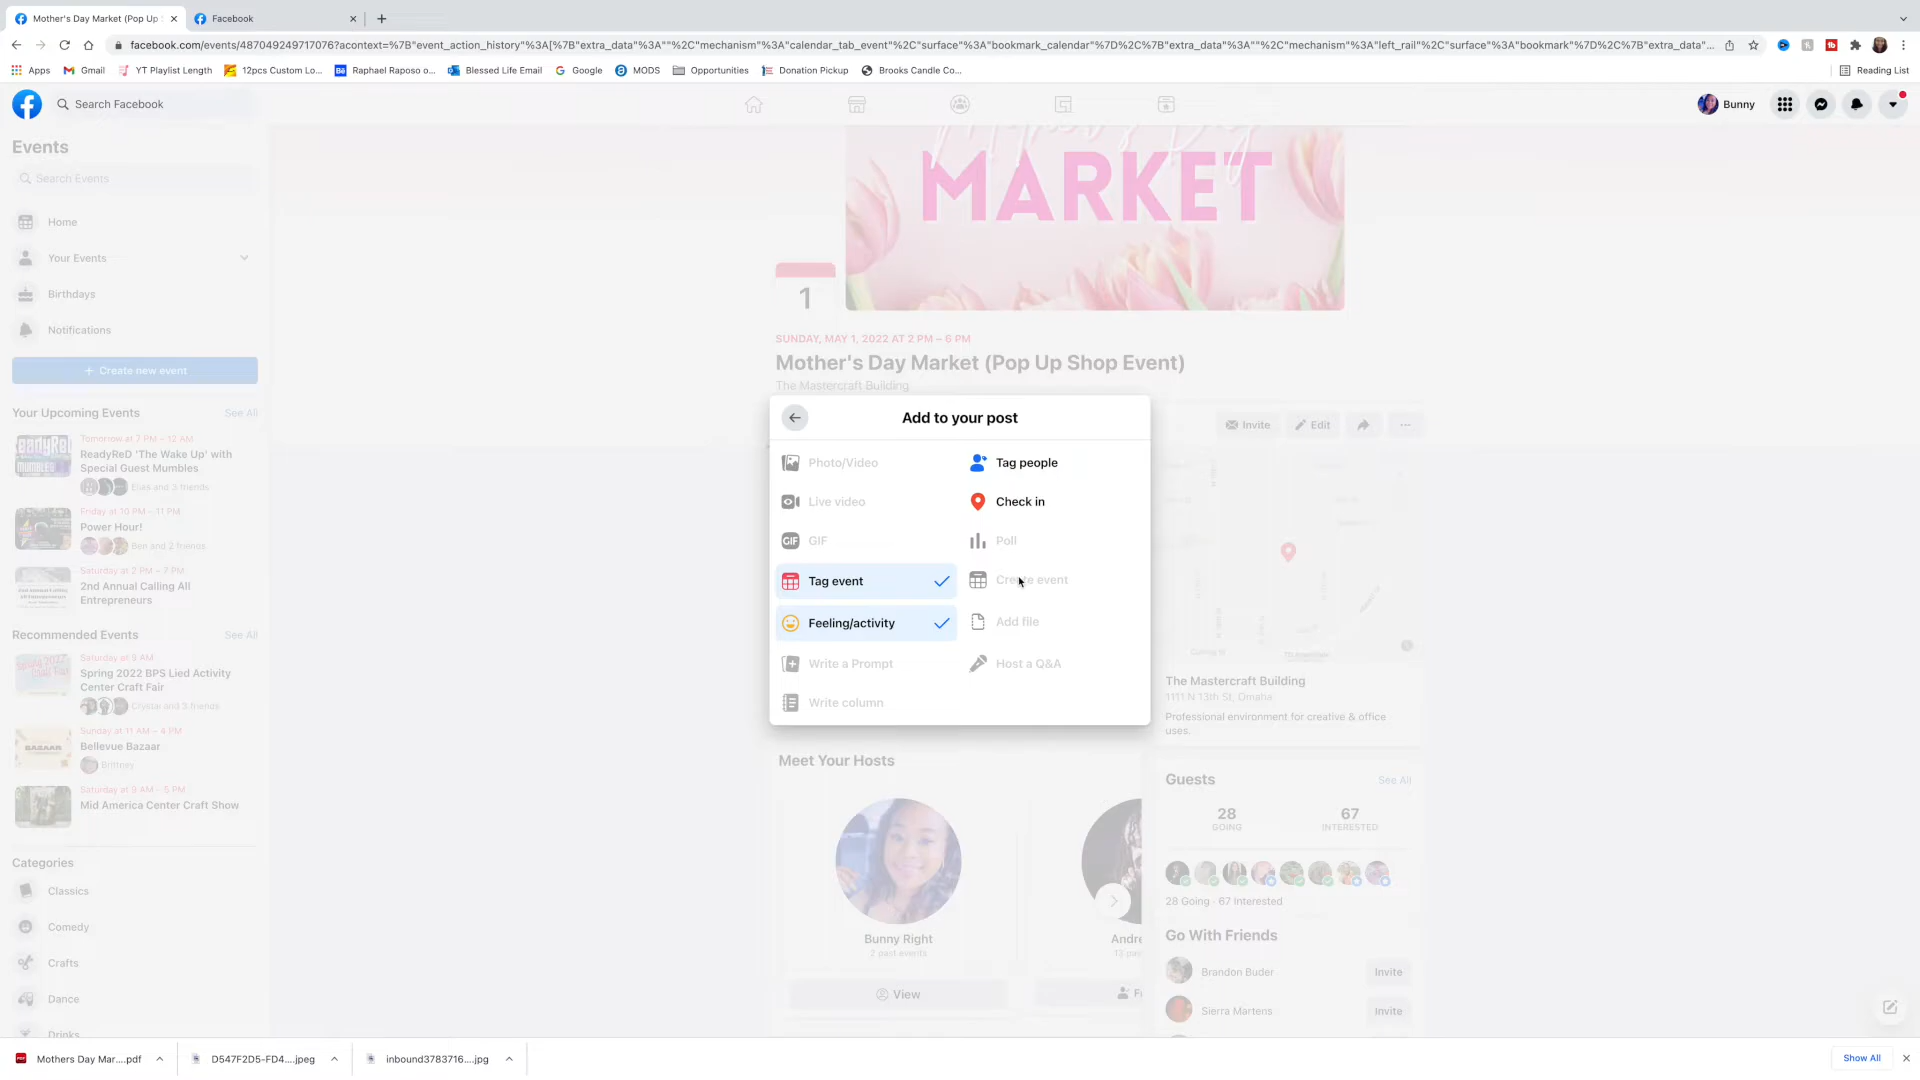 Mother's Day Market (Pop Up
Facebook
facebook.com/events/487049249717076?acontext=%7B"event_action_history"%3A[%7B"extra_data"%3A""%2C"mechanism"%3A"calendar_tab_event"%2C"surface"%3A"bookmark_calendar"%7D%2C%7B"extra_data"%3A""%2C"mechanism"%3A"left_rail"%2C"surface"%3A"bookmark"%7D%2C%7B"extra_data"...
Apps
Gmail
YT Playlist Length
12pcs Custom Lo...
Raphael Raposo o...
Blessed Life Email
Google
MODS
Opportunities
Donation Pickup
Brooks Candle Co...
Reading List
Search Facebook
Bunny
Events
Search Events
Home
Your Events
Birthdays
Notifications
+ Create new event
Your Upcoming Events
See All
Tomorrow at 7 PM – 12 AM
ReadyReD 'The Wake Up' with
Special Guest Mumbles
Elias and 3 friends
Friday at 10 PM – 11 PM
Power Hour!
Ben and 2 friends
Saturday at 2 PM – 7 PM
2nd Annual Calling All
Entrepreneurs
Recommended Events
See All
Saturday at 9 AM
Spring 2022 BPS Lied Activity
Center Craft Fair
Crystal and 3 friends
Sunday at 11 AM – 4 PM
Bellevue Bazaar
Brittney
Saturday at 9 AM – 5 PM
Mid America Center Craft Show
Categories
Classics
Comedy
Crafts
Dance
Drinks
MARKET
1
SUNDAY, MAY 1, 2022 AT 2 PM – 6 PM
Mother's Day Market (Pop Up Shop Event)
The Mastercraft Building
Invite
Edit
Add to your post
Photo/Video
Tag people
Live video
Check in
GIF
GIF
Poll
Tag event
Create event
Feeling/activity
Add file
Write a Prompt
Host a Q&A
Write column
The Mastercraft Building
1111 N 13th St, Omaha
Professional environment for creative & office
uses.
Meet Your Hosts
Bunny Right
2 past events
View
Andre
13 pas
Guests
See All
28
GOING
67
INTERESTED
28 Going · 67 Interested
Go With Friends
Brandon Buder
Invite
Sierra Martens
Invite
Mothers Day Mar....pdf
D547F2D5-FD4....jpeg
inbound3783716....jpg
Show All